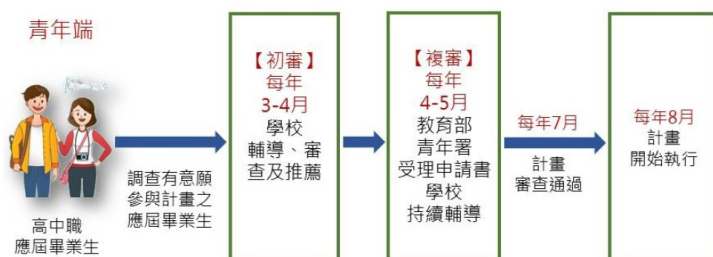 青年端
高中職
應屆畢業生
調查有意願
參與計畫之
應屆畢業生
【初審】
每年
3-4月
學校
輔導、審
查及推薦
【複審】
每年
4-5月
教育部
青年署
受理申請書
學校
持續輔導
每年7月
計畫
審查通過
每年8月
計畫
開始執行